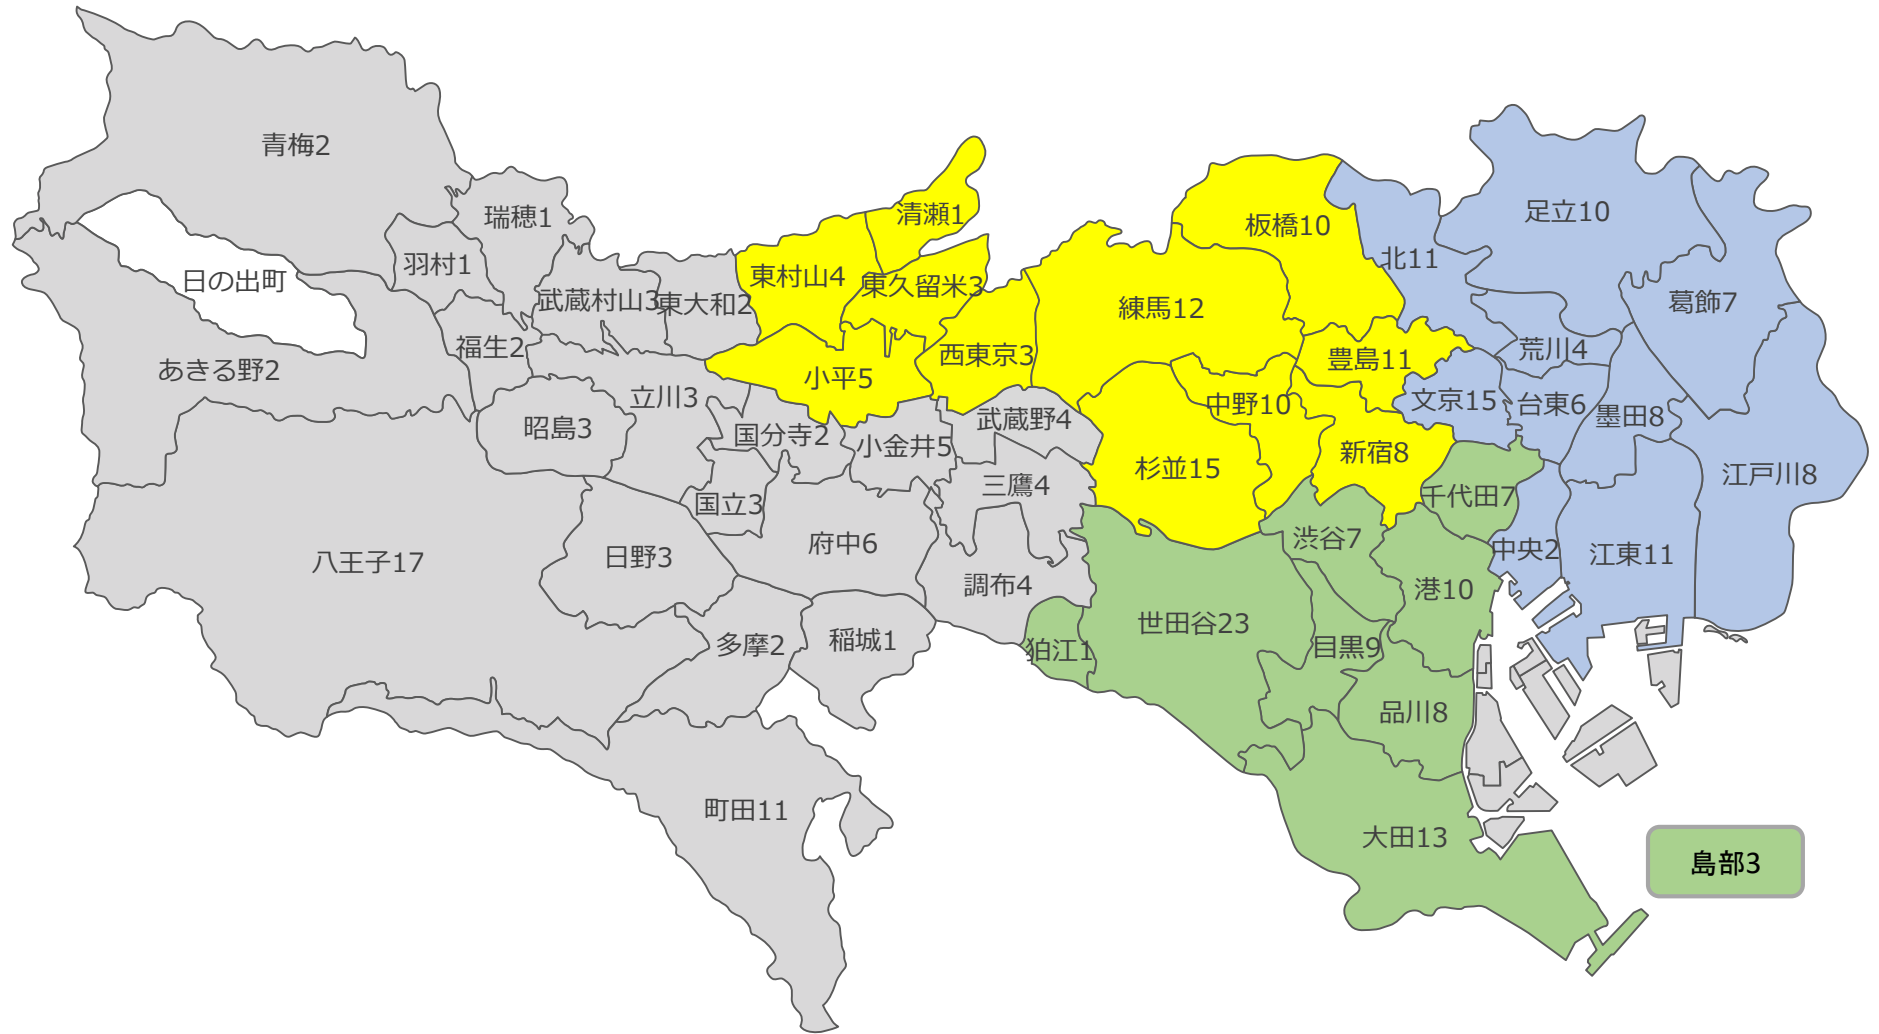 青梅2
瑞穂1
羽村1
日の出町
あきる野2
福生2
武蔵村山3
東大和2
東村山4
清瀬1
東久留米3
小平5
西東京3
練馬12
板橋10
北11
足立10
葛飾7
荒川4
豊島11
文京15
台東6
墨田8
江戸川8
中野10
杉並15
新宿8
千代田7
中央2
江東11
渋谷7
港10
世田谷23
目黒9
品川8
大田13
狛江1
調布4
三鷹4
武蔵野4
小金井5
国分寺2
立川3
昭島3
国立3
府中6
日野3
八王子17
多摩2
稲城1
町田11
島部3